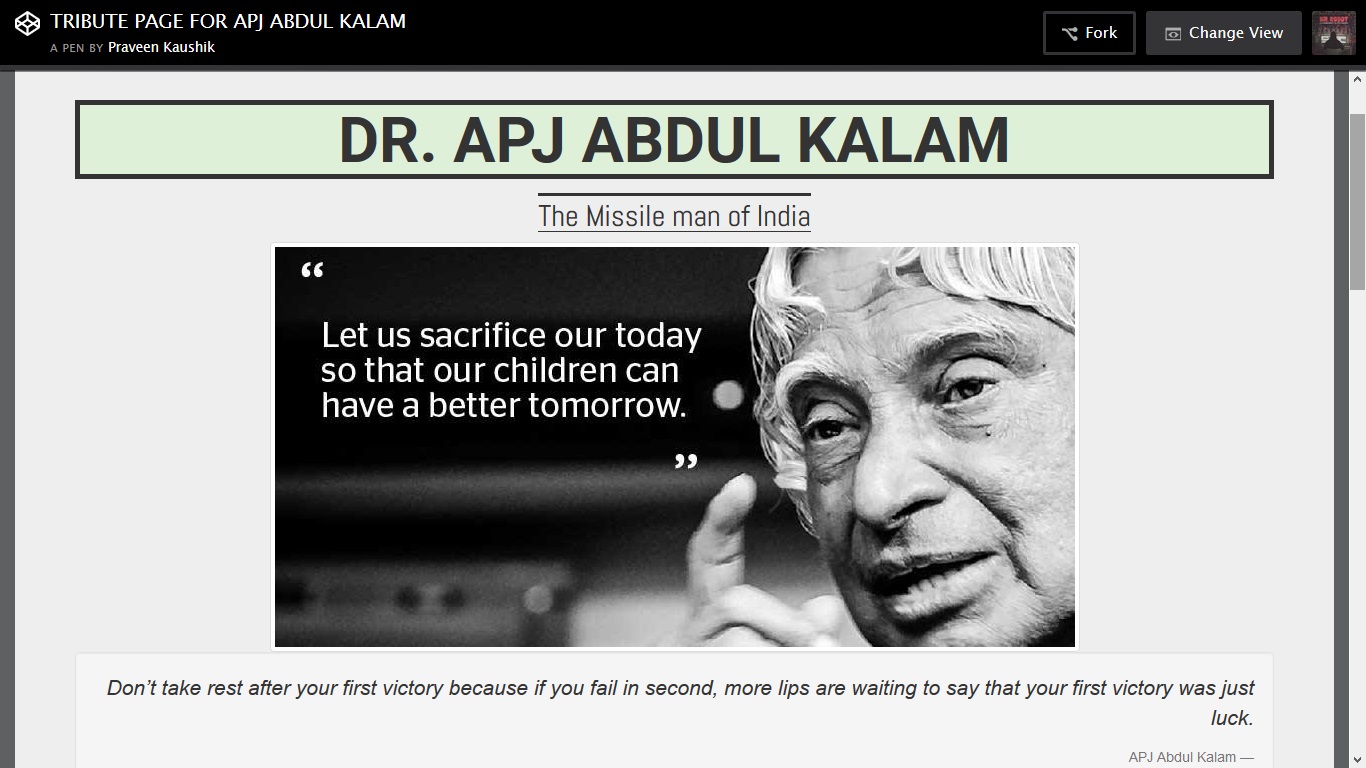 TRIBUTE PAGE FOR APJ ABDUL KALAM
A PEN BY Praveen Kaushik
Fork
Change View
MR. ROBOT
DR. APJ ABDUL KALAM
The Missile man of India
“
Let us sacrifice our today
so that our children can
have a better tomorrow.
”
Don’t take rest after your first victory because if you fail in second, more lips are waiting to say that your first victory was just
luck.
APJ Abdul Kalam —